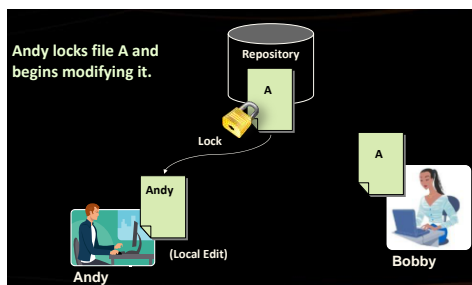 Andy locks file A and
begins modifying it.
Repository
A
Lock
A
Andy
(Local Edit)
Andy
Bobby